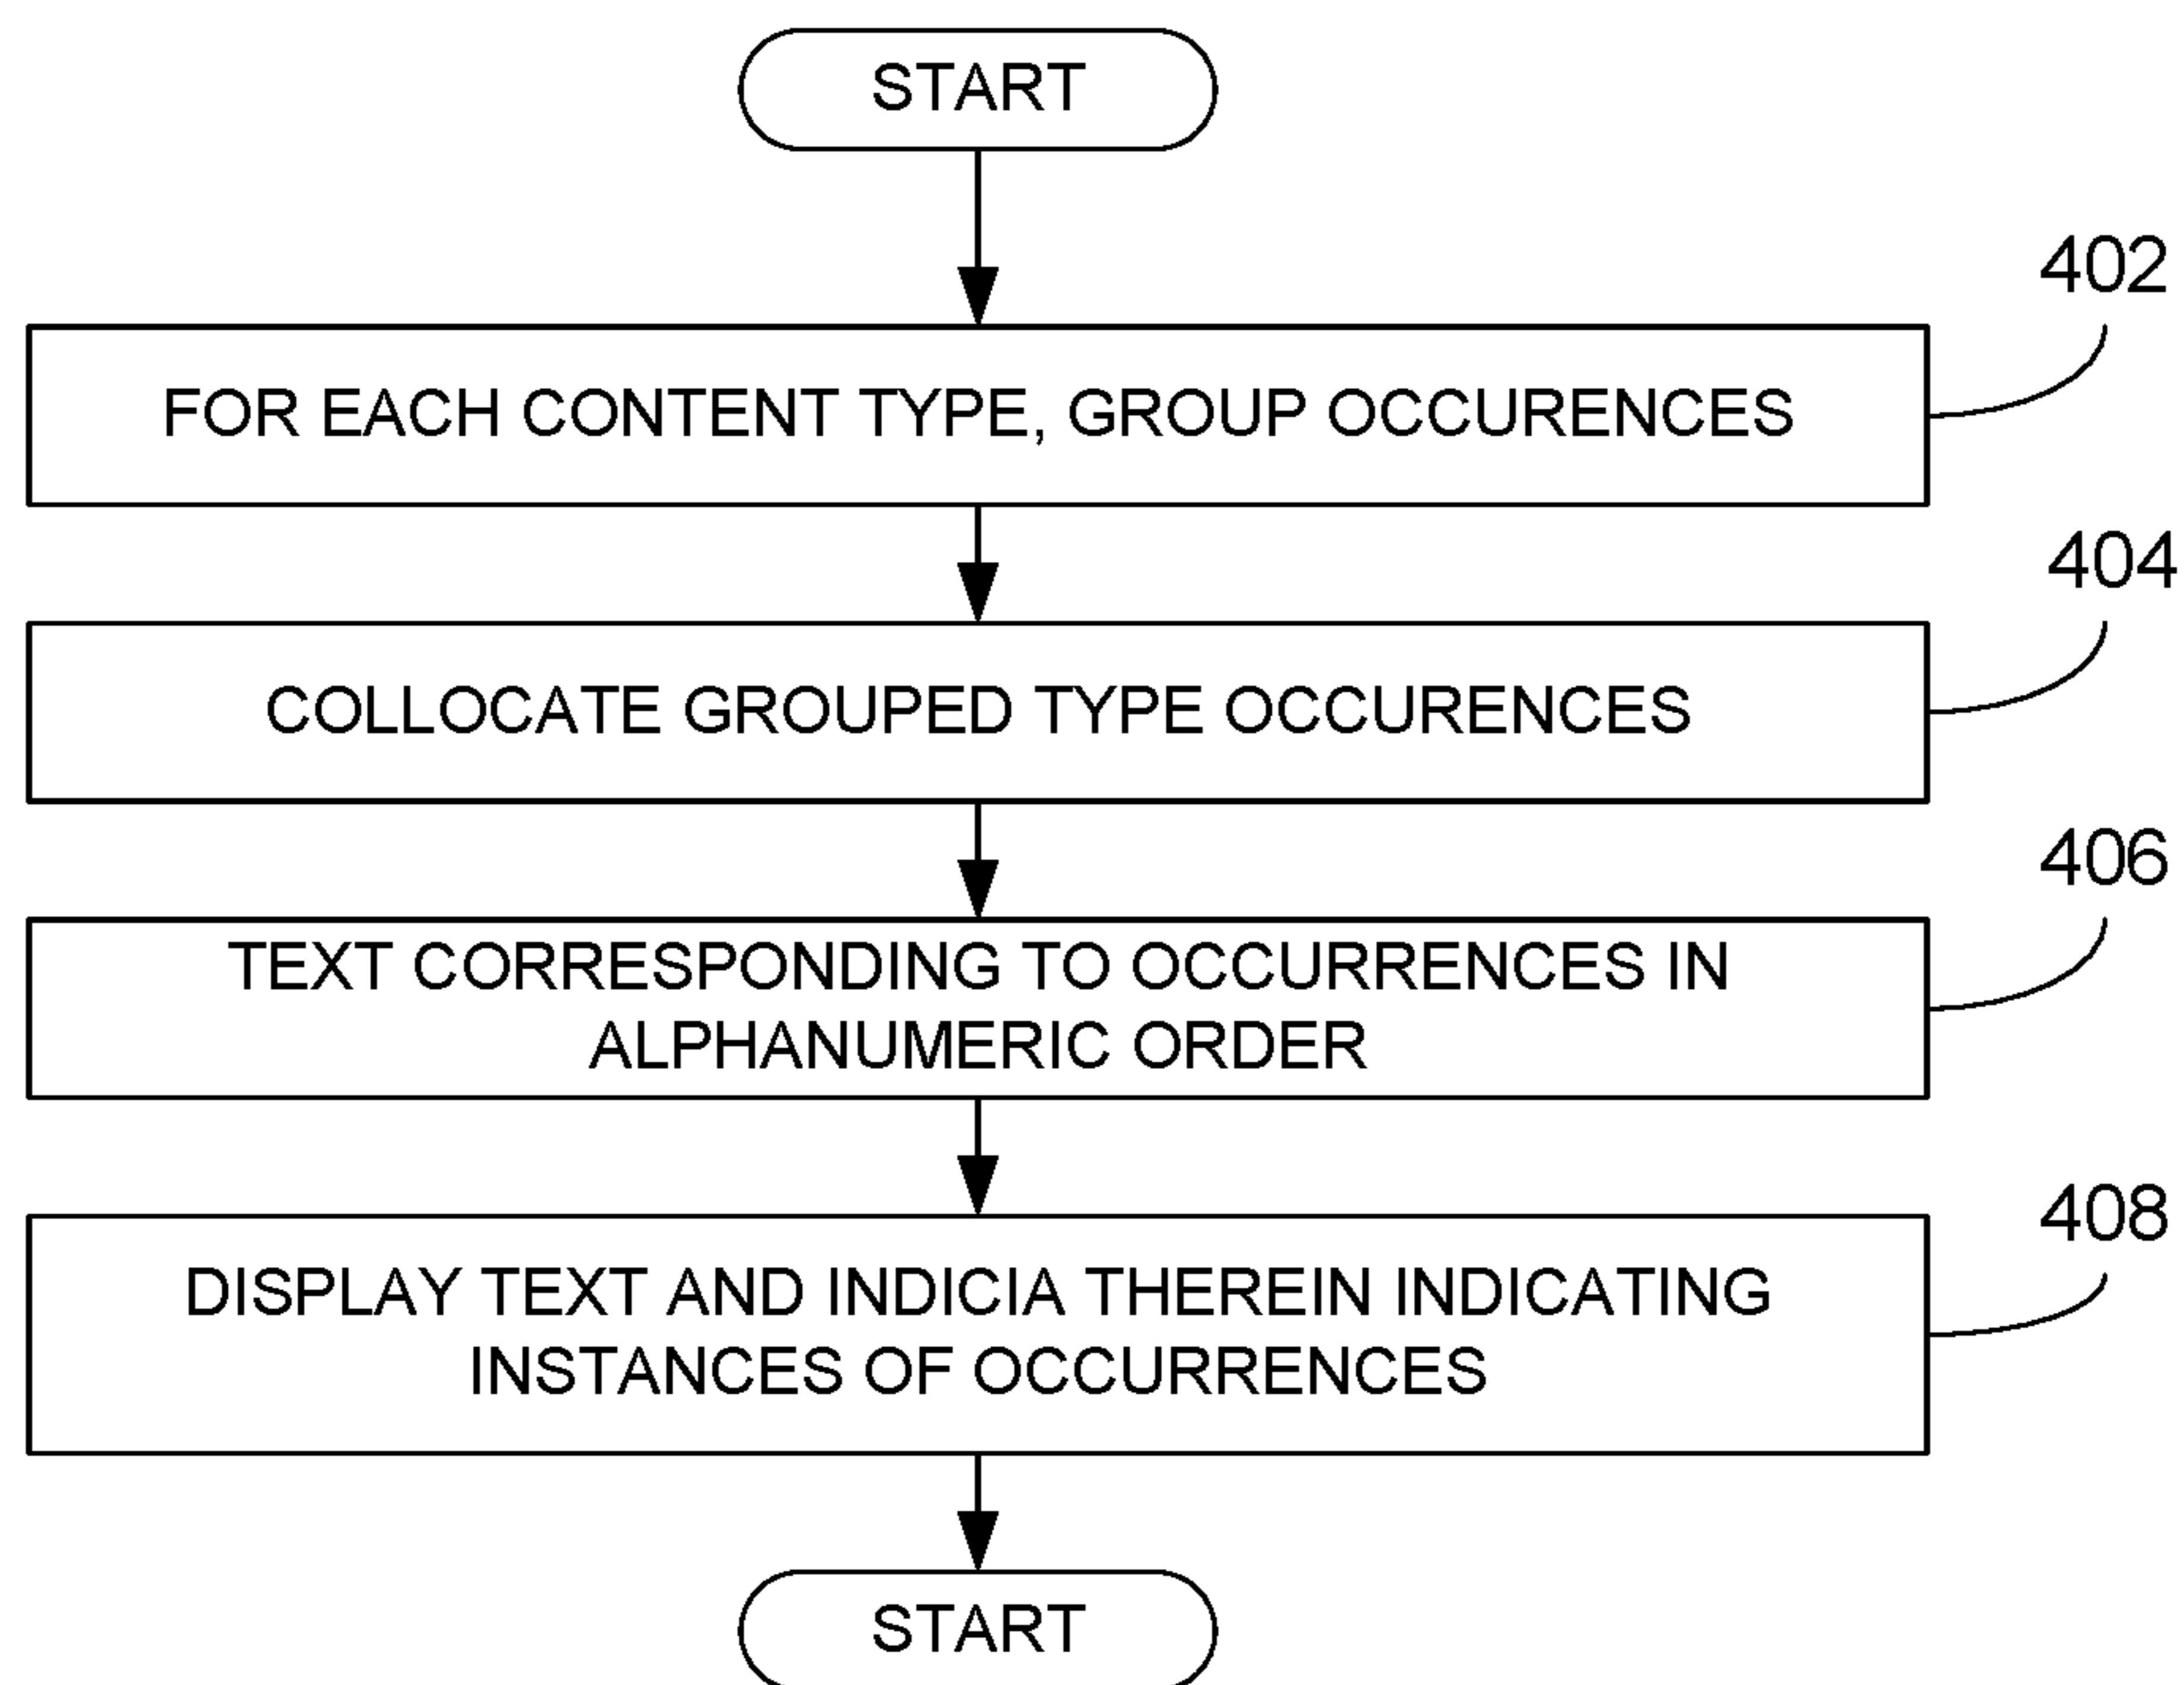 START
402
FOR EACH CONTENT TYPE, GROUP OCCURENCES
404
COLLOCATE GROUPED TYPE OCCURENCES
406
TEXT CORRESPONDING TO OCCURRENCES IN
ALPHANUMERIC ORDER
408
DISPLAY TEXT AND INDICIA THEREIN INDICATING
INSTANCES OF OCCURRENCES
START